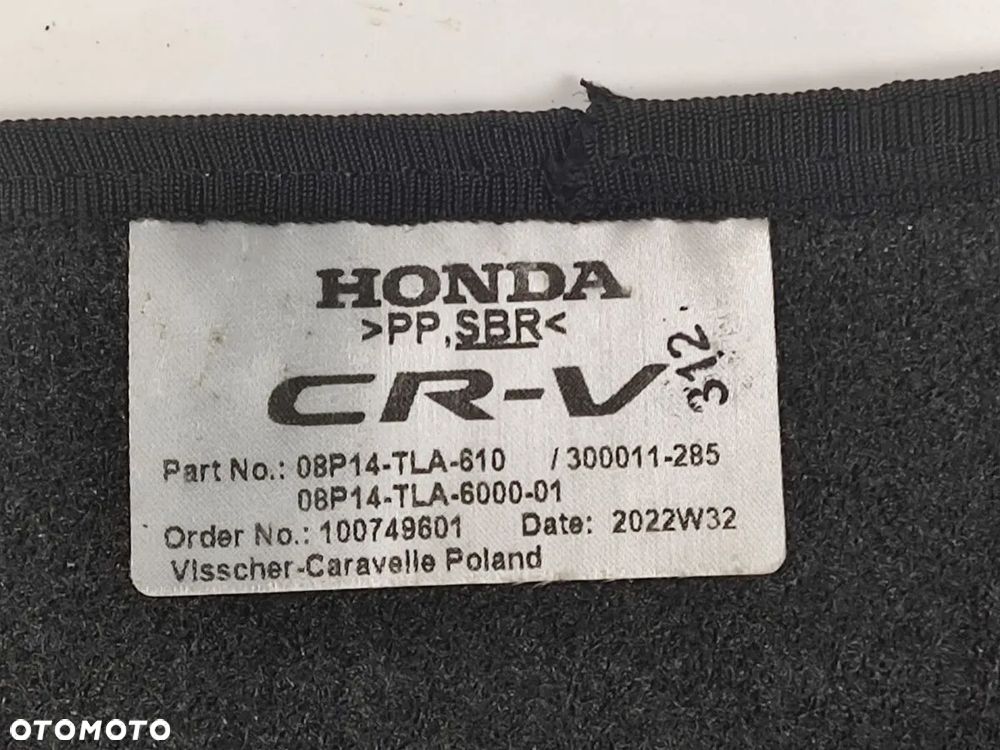 HONDA
>PP,SBR<
CR-V
312
Part No.: 08P14-TLA-610 / 300011-285
08P14-TLA-6000-01
Order No.: 100749601 Date: 2022W32
Visscher-Caravelle Poland
OTOMOTO